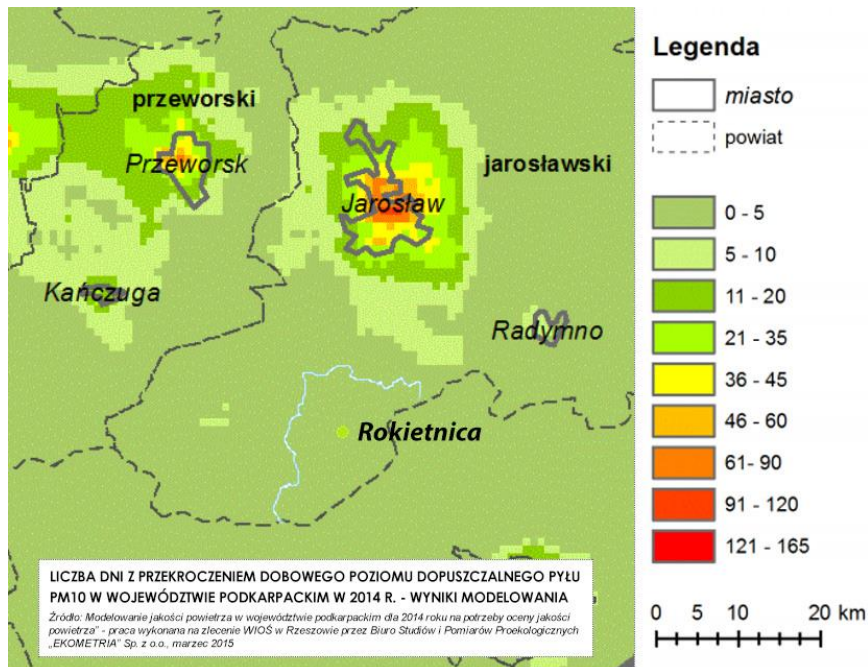 przeworski
Przeworsk
jarosławski
Jarosław
Kańczuga
Radymno
Rokietnica
LICZBA DNI Z PRZEKROCZENIEM DOBOWEGO POZIOMU DOPUSZCZALNEGO PYŁU
PM10 W WOJEWÓDZTWIE PODKARPACKIM W 2014 R. - WYNIKI MODELOWANIA
Źródło: Modelowanie jakości powietrza w województwie podkarpackim dla 2014 roku na potrzeby oceny jakości
powietrza" - praca wykonana na zlecenie WIOŚ w Rzeszowie przez Biuro Studiów i Pomiarów Proekologicznych
„EKOMETRIA" Sp. z o.o., marzec 2015
Legenda
miasto
powiat
0 - 5
5 - 10
11 - 20
21 - 35
36 - 45
46 - 60
61- 90
91 - 120
121 - 165
0 5 10 20 km